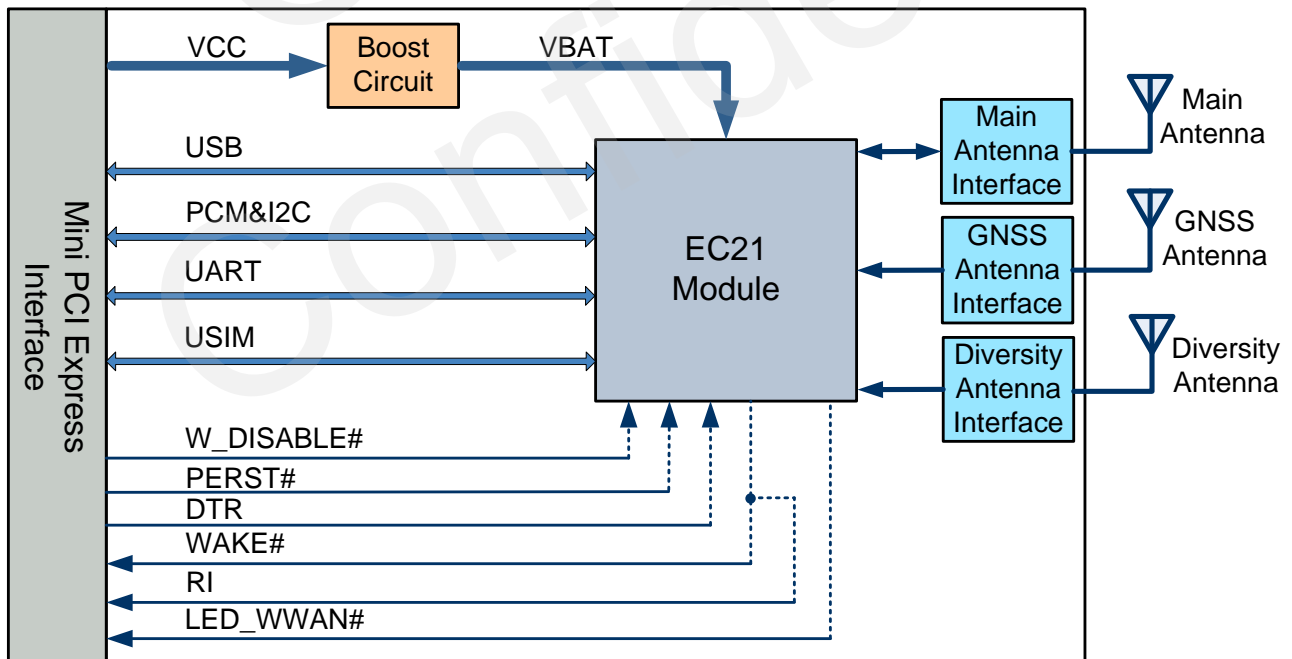 VCC
Boost
Circuit
VBAT
USB
PCM&I2C
UART
USIM
W_DISABLE#
PERST#
DTR
WAKE#
RI
LED_WWAN#
Mini PCI Express
Interface
EC21
Module
Main
Antenna
Interface
GNSS
Antenna
Interface
Diversity
Antenna
Interface
Main
Antenna
GNSS
Antenna
Diversity
Antenna
Confide